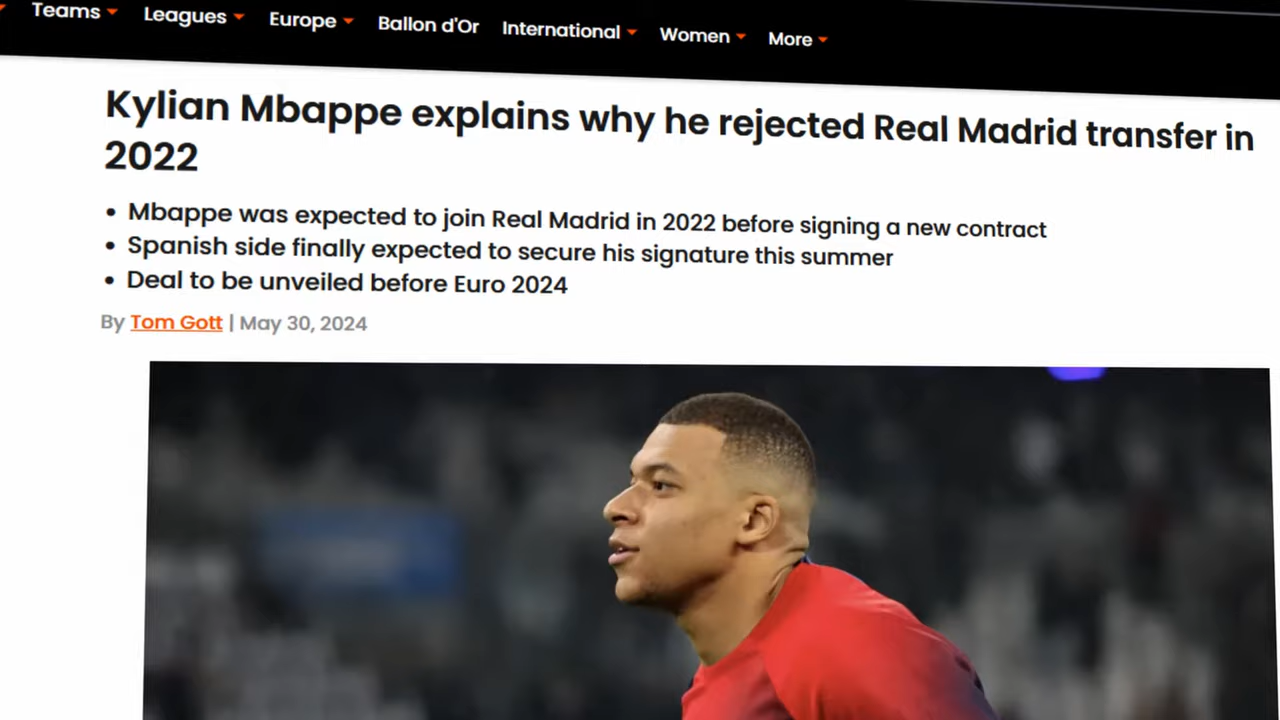 Teams Leagues Europe Ballon d'Or International Women More
Kylian Mbappe explains why he rejected Real Madrid transfer in
2022
• Mbappe was expected to join Real Madrid in 2022 before signing a new contract
• Spanish side finally expected to secure his signature this summer
• Deal to be unveiled before Euro 2024
By Tom Gott | May 30, 2024